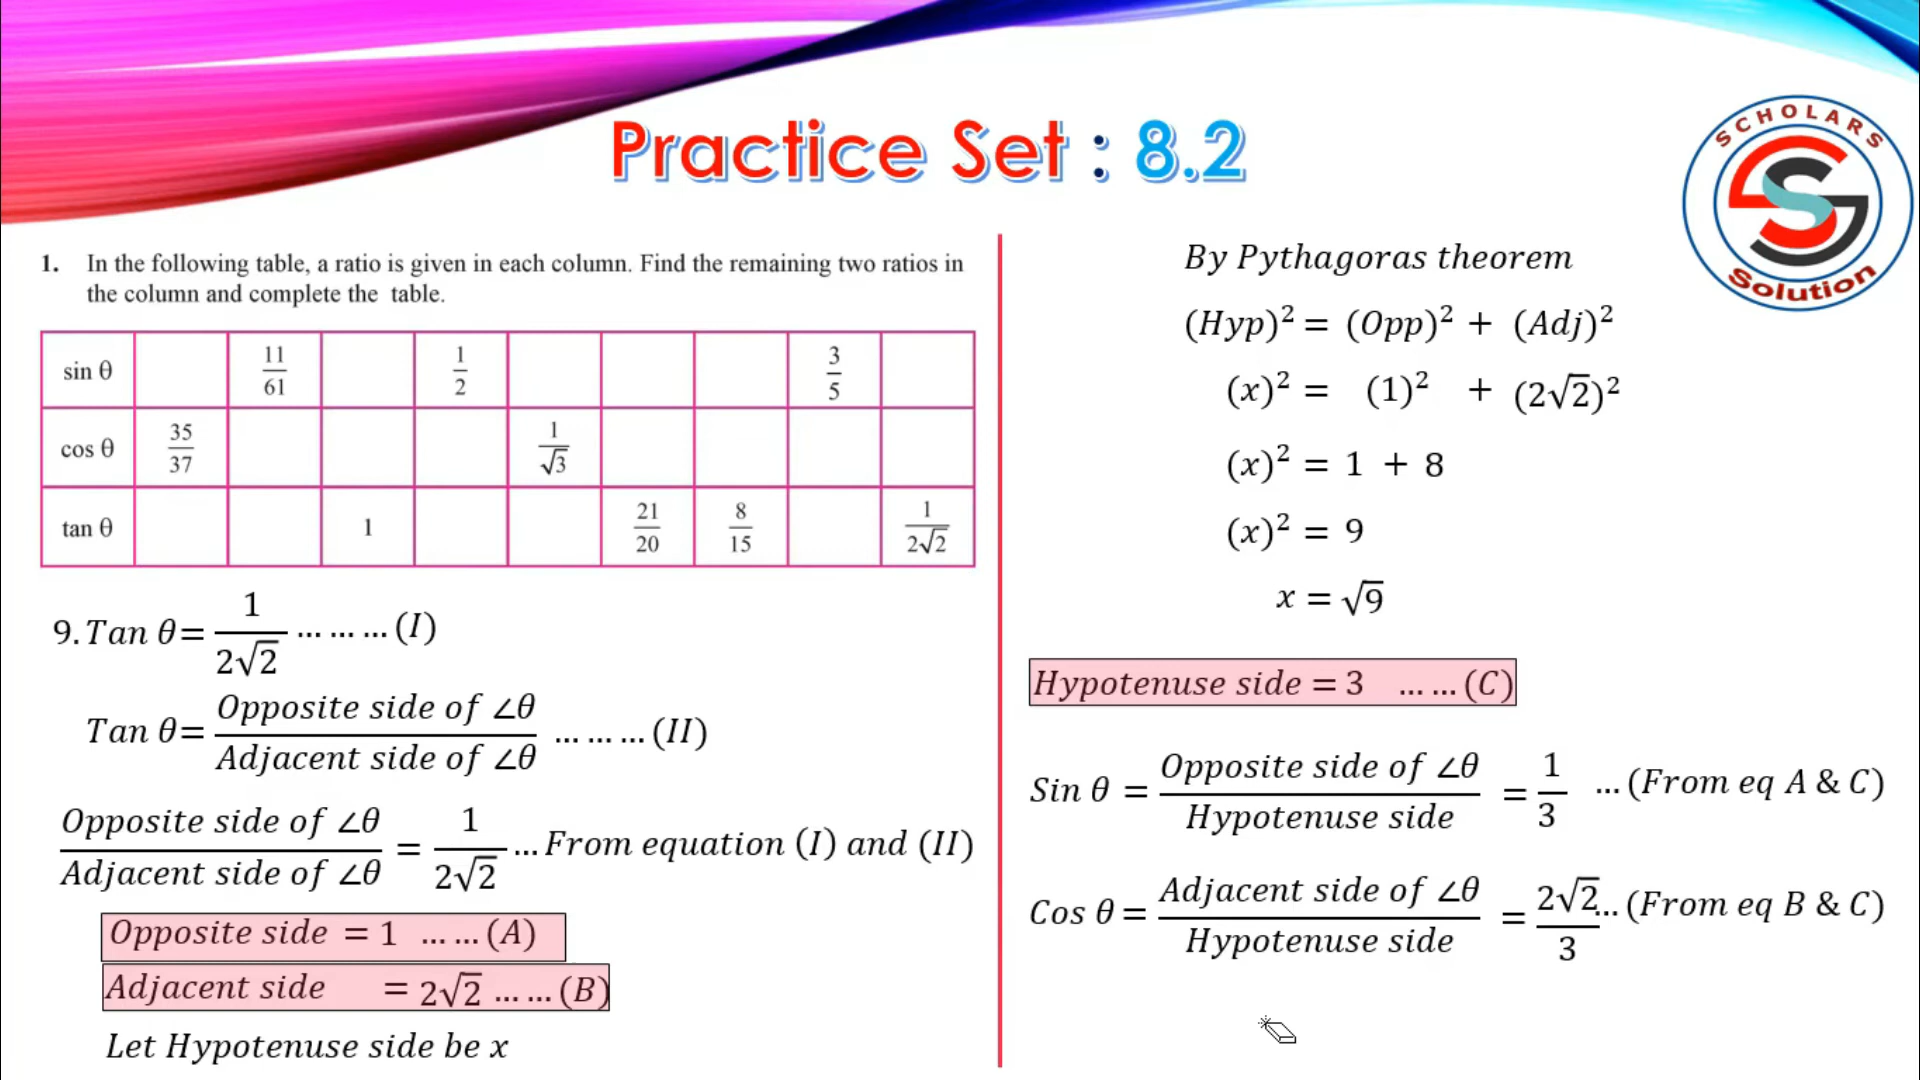 Practice Set : 8.2
SCHOLARS
Solution
1. In the following table, a ratio is given in each column. Find the remaining two ratios in
the column and complete the table.
sin θ 11/61 1/2 3/5
cos θ 35/37 1/√3
tan θ 1 21/20 8/15 1/2√2
9. Tan θ = 1/2√2 ... ... ... (I)
Tan θ = Opposite side of ∠θ / Adjacent side of ∠θ ... ... ... (II)
Opposite side of ∠θ / Adjacent side of ∠θ = 1/2√2 ... From equation (I) and (II)
Opposite side = 1 ... ... (A)
Adjacent side = 2√2 ... ... (B)
Let Hypotenuse side be x
By Pythagoras theorem
(Hyp)² = (Opp)² + (Adj)²
(x)² = (1)² + (2√2)²
(x)² = 1 + 8
(x)² = 9
x = √9
Hypotenuse side = 3 ... ... (C)
Sin θ = Opposite side of ∠θ / Hypotenuse side = 1/3 ... (From eq A & C)
Cos θ = Adjacent side of ∠θ / Hypotenuse side = 2√2/3 ... (From eq B & C)